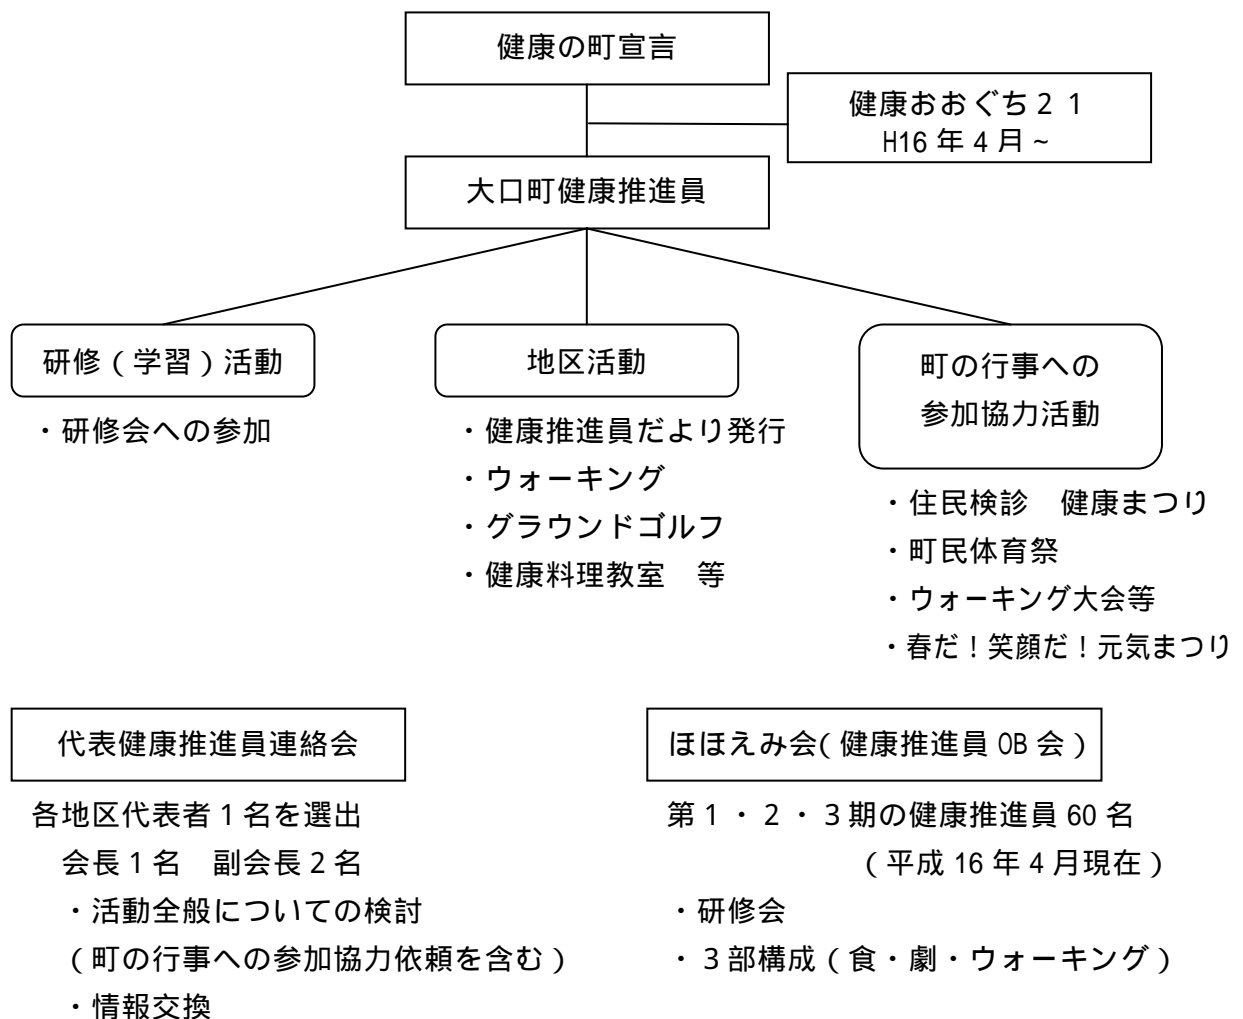 健康の町宣言
健康おおぐち２１
H16年４月~
大口町健康推進員
研修（学習）活動
・研修会への参加
地区活動
・健康推進員だより発行
・ウォーキング
・グラウンドゴルフ
・健康料理教室　等
町の行事への
参加協力活動
・住民検診　健康まつり
・町民体育祭
・ウォーキング大会等
・春だ！笑顔だ！元気まつり
代表健康推進員連絡会
各地区代表者１名を選出
会長１名　副会長２名
・活動全般についての検討
（町の行事への参加協力依頼を含む）
・情報交換
ほほえみ会（健康推進員OB会）
第１・２・３期の健康推進員60名
（平成16年４月現在）
・研修会
・３部構成（食・劇・ウォーキング）